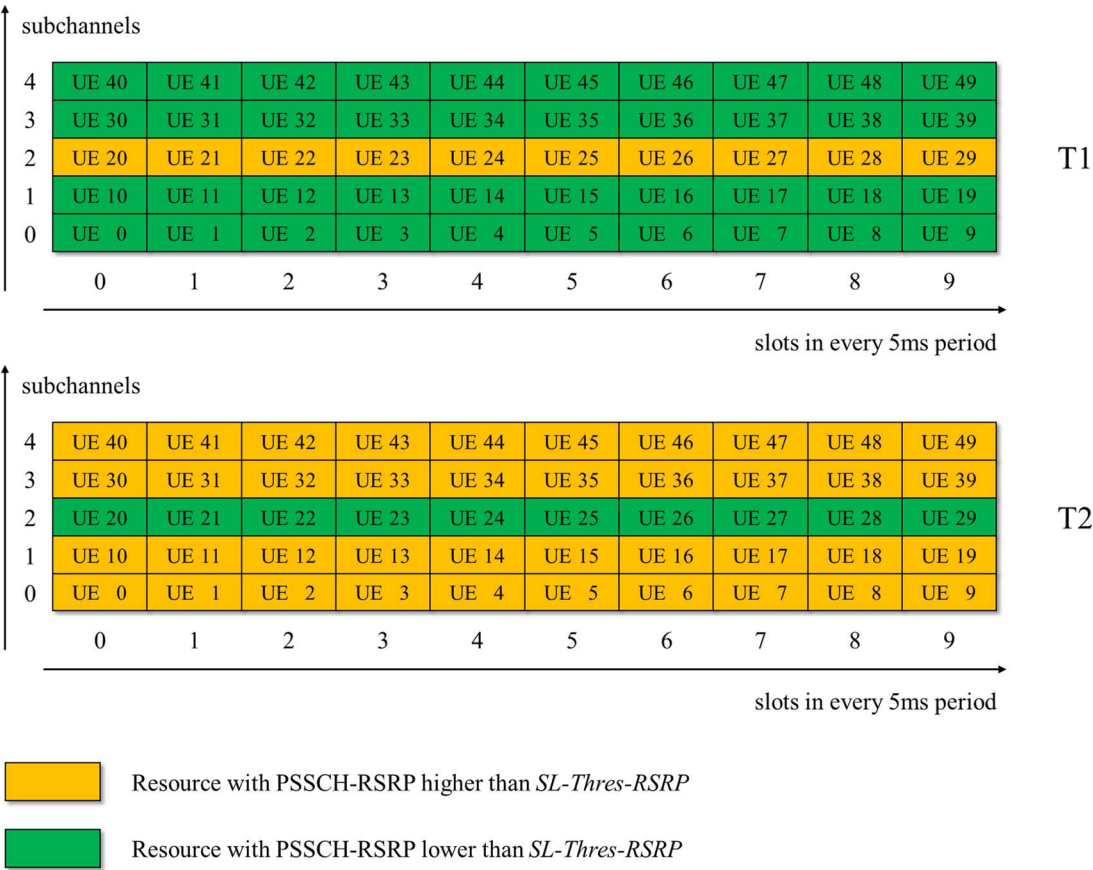 subchannels
4 UE 40 UE 41 UE 42 UE 43 UE 44 UE 45 UE 46 UE 47 UE 48 UE 49
3 UE 30 UE 31 UE 32 UE 33 UE 34 UE 35 UE 36 UE 37 UE 38 UE 39
2 UE 20 UE 21 UE 22 UE 23 UE 24 UE 25 UE 26 UE 27 UE 28 UE 29 T1
1 UE 10 UE 11 UE 12 UE 13 UE 14 UE 15 UE 16 UE 17 UE 18 UE 19
0 UE 0 UE 1 UE 2 UE 3 UE 4 UE 5 UE 6 UE 7 UE 8 UE 9
0 1 2 3 4 5 6 7 8 9
slots in every 5ms period
subchannels
4 UE 40 UE 41 UE 42 UE 43 UE 44 UE 45 UE 46 UE 47 UE 48 UE 49
3 UE 30 UE 31 UE 32 UE 33 UE 34 UE 35 UE 36 UE 37 UE 38 UE 39
2 UE 20 UE 21 UE 22 UE 23 UE 24 UE 25 UE 26 UE 27 UE 28 UE 29 T2
1 UE 10 UE 11 UE 12 UE 13 UE 14 UE 15 UE 16 UE 17 UE 18 UE 19
0 UE 0 UE 1 UE 2 UE 3 UE 4 UE 5 UE 6 UE 7 UE 8 UE 9
0 1 2 3 4 5 6 7 8 9
slots in every 5ms period
Resource with PSSCH-RSRP higher than SL-Thres-RSRP
Resource with PSSCH-RSRP lower than SL-Thres-RSRP